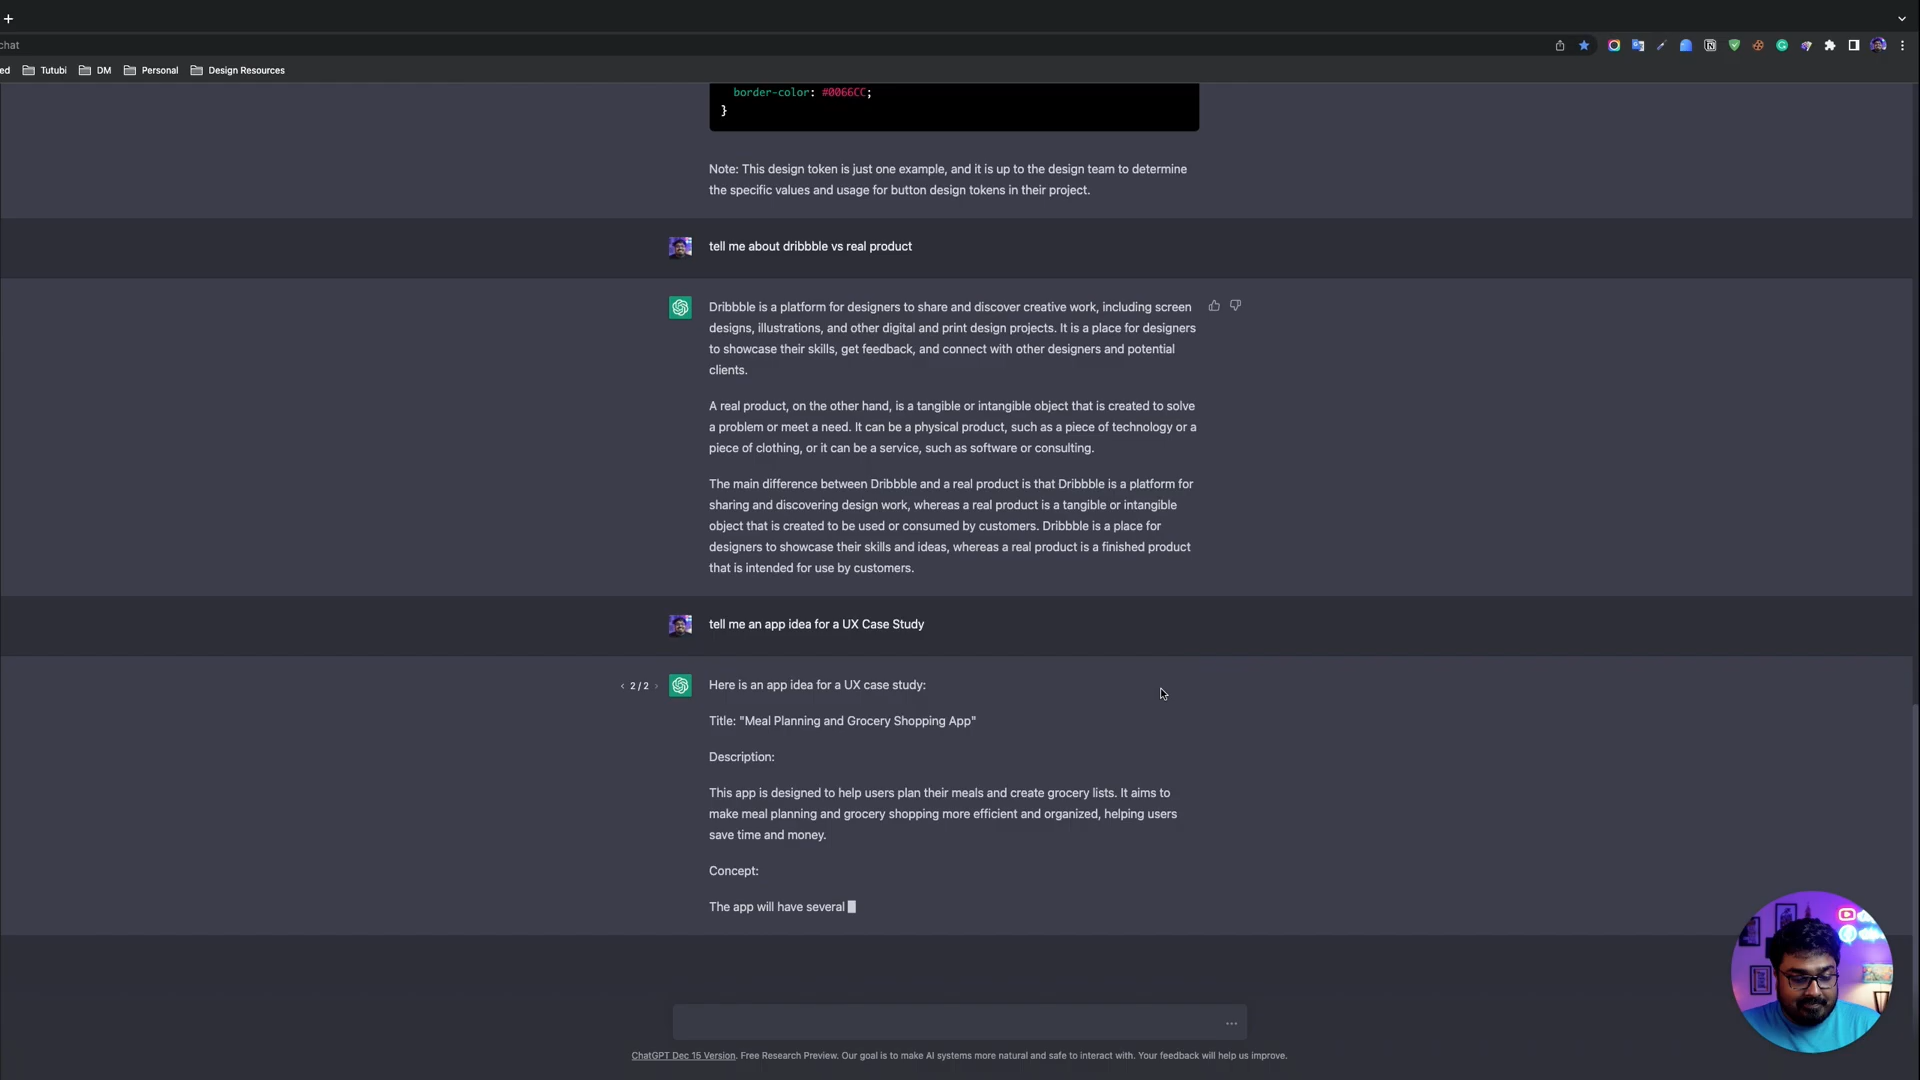 chat
ed
Tutubi
DM
Personal
Design Resources
border-color: #0066CC;
}
Note: This design token is just one example, and it is up to the design team to determine
the specific values and usage for button design tokens in their project.
tell me about dribbble vs real product
Dribbble is a platform for designers to share and discover creative work, including screen
designs, illustrations, and other digital and print design projects. It is a place for designers
to showcase their skills, get feedback, and connect with other designers and potential
clients.
A real product, on the other hand, is a tangible or intangible object that is created to solve
a problem or meet a need. It can be a physical product, such as a piece of technology or a
piece of clothing, or it can be a service, such as software or consulting.
The main difference between Dribbble and a real product is that Dribbble is a platform for
sharing and discovering design work, whereas a real product is a tangible or intangible
object that is created to be used or consumed by customers. Dribbble is a place for
designers to showcase their skills and ideas, whereas a real product is a finished product
that is intended for use by customers.
tell me an app idea for a UX Case Study
< 2 / 2 >
Here is an app idea for a UX case study:
Title: "Meal Planning and Grocery Shopping App"
Description:
This app is designed to help users plan their meals and create grocery lists. It aims to
make meal planning and grocery shopping more efficient and organized, helping users
save time and money.
Concept:
The app will have several
ChatGPT Dec 15 Version. Free Research Preview. Our goal is to make AI systems more natural and safe to interact with. Your feedback will help us improve.